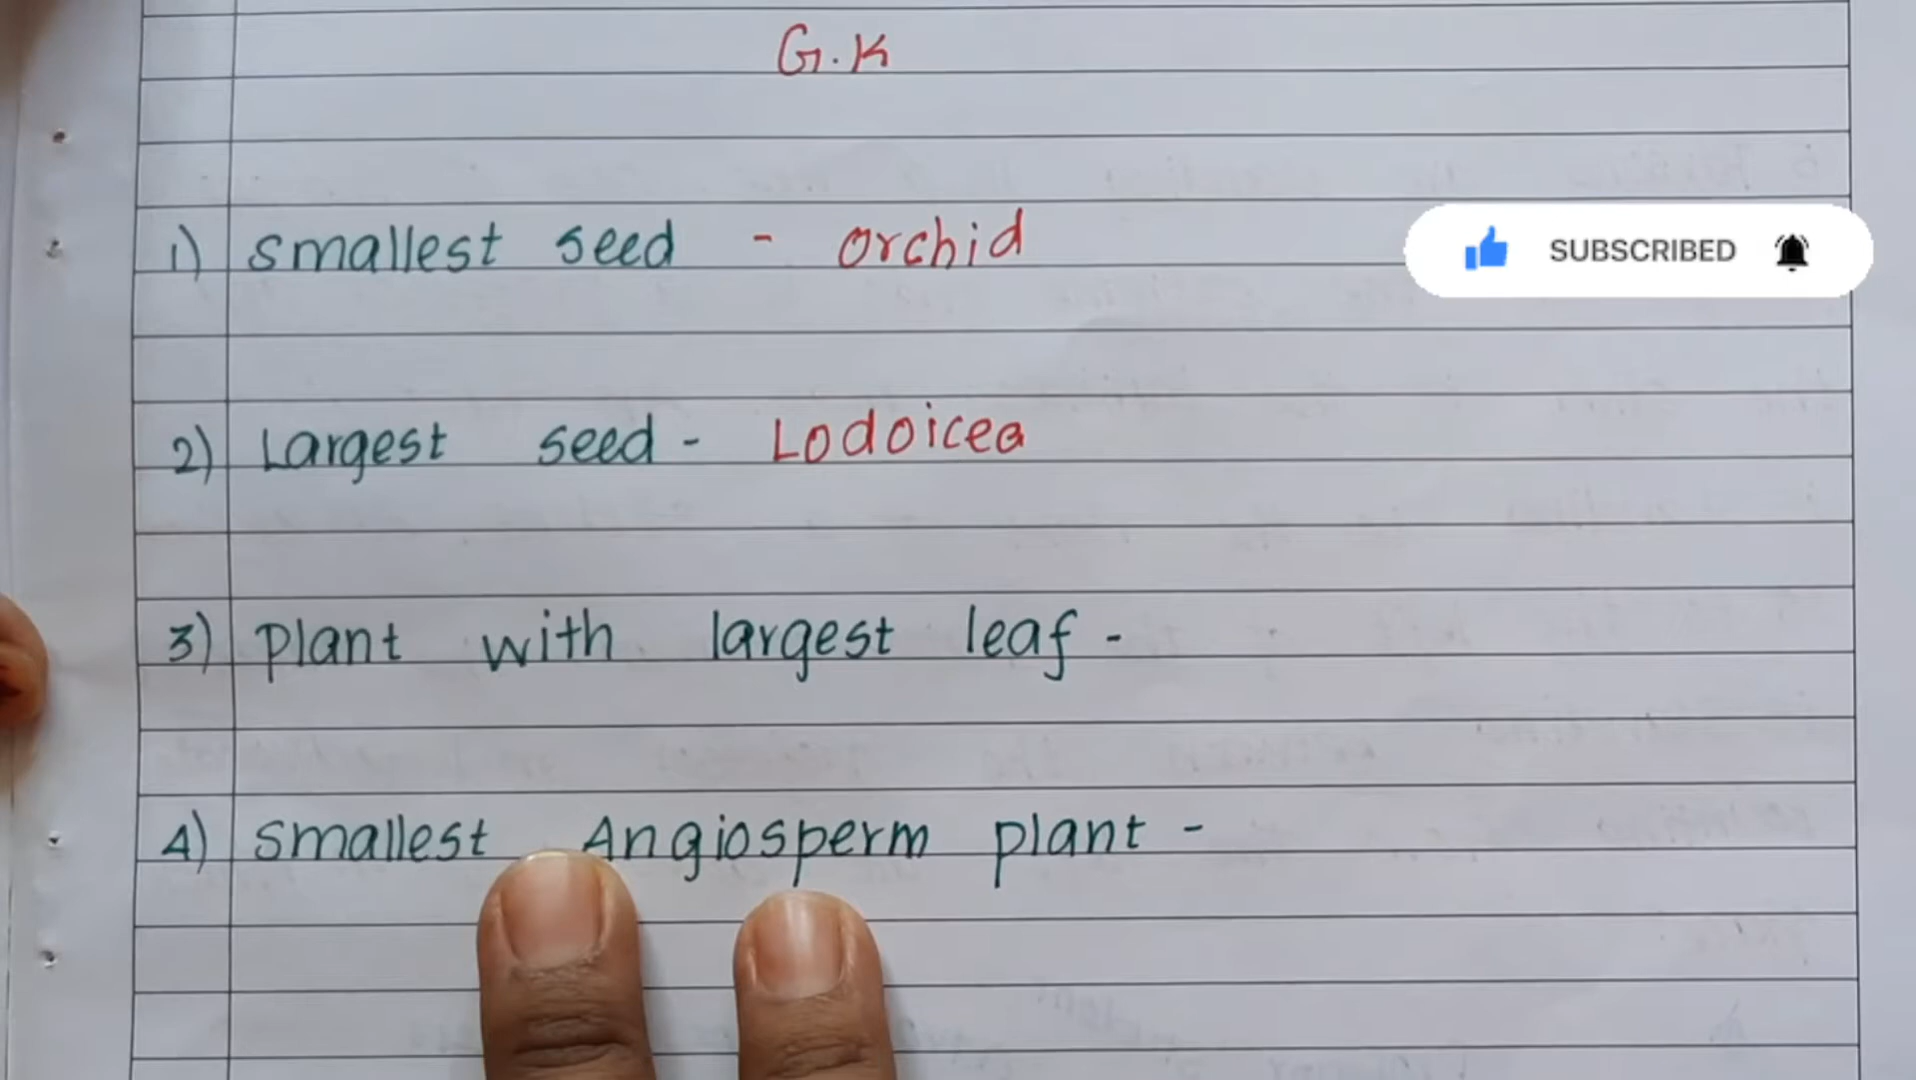 G.K
1) smallest seed - orchid
SUBSCRIBED
2) Largest seed - Lodoicea
3) plant with largest leaf -
4) smallest Angiosperm plant -